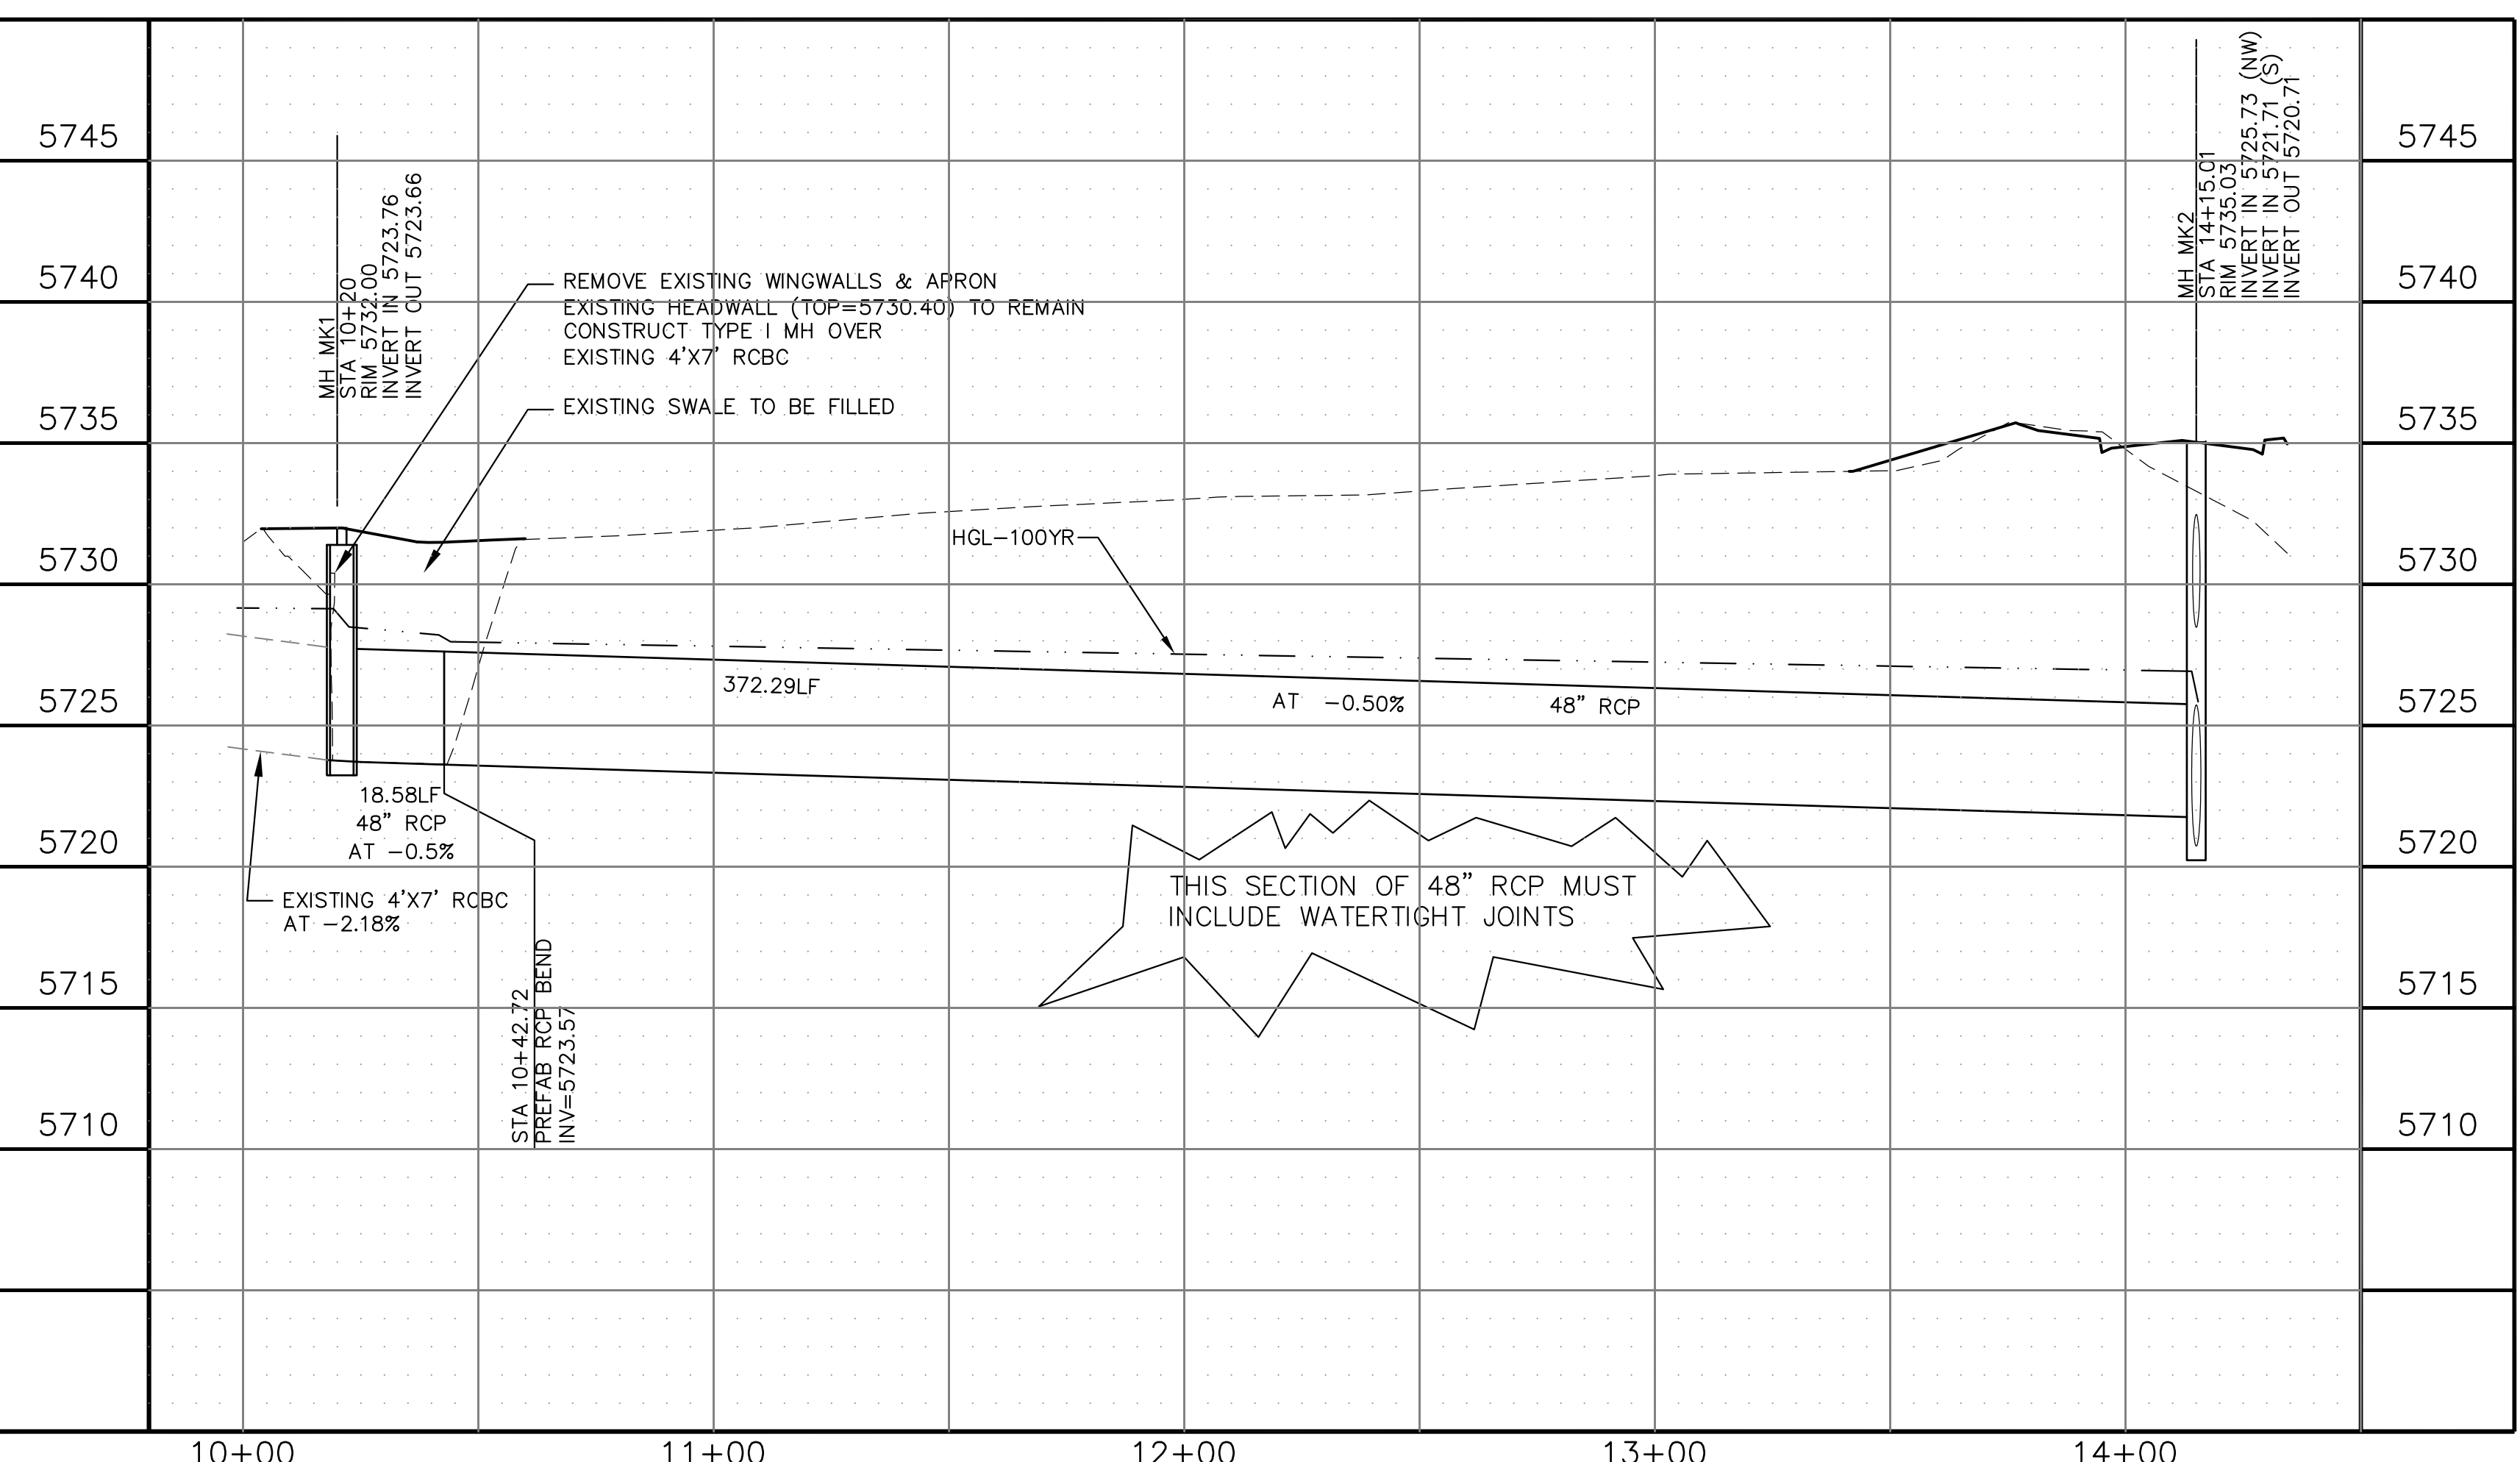 5745
5740
5735
5730
5725
5720
5715
5710
MH MK1
STA 10+20
RIM 5732.00
INVERT IN 5723.76
INVERT OUT 5723.66
REMOVE EXISTING WINGWALLS & APRON
EXISTING HEADWALL (TOP=5730.40) TO REMAIN
CONSTRUCT TYPE I MH OVER
EXISTING 4'X7' RCBC
EXISTING SWALE TO BE FILLED
HGL-100YR
372.29LF
AT -0.50%
48" RCP
18.58LF
48" RCP
AT -0.5%
EXISTING 4'X7' RCBC
AT -2.18%
STA 10+42.72
PREFAB RCP BEND
INV=5723.57
THIS SECTION OF 48" RCP MUST
INCLUDE WATERTIGHT JOINTS
MH MK2
STA 14+15.01
RIM 5735.03
INVERT IN 5725.73 (NW)
INVERT IN 5721.71 (S)
INVERT OUT 5720.71
5745
5740
5735
5730
5725
5720
5715
5710
10+00
11+00
12+00
13+00
14+00